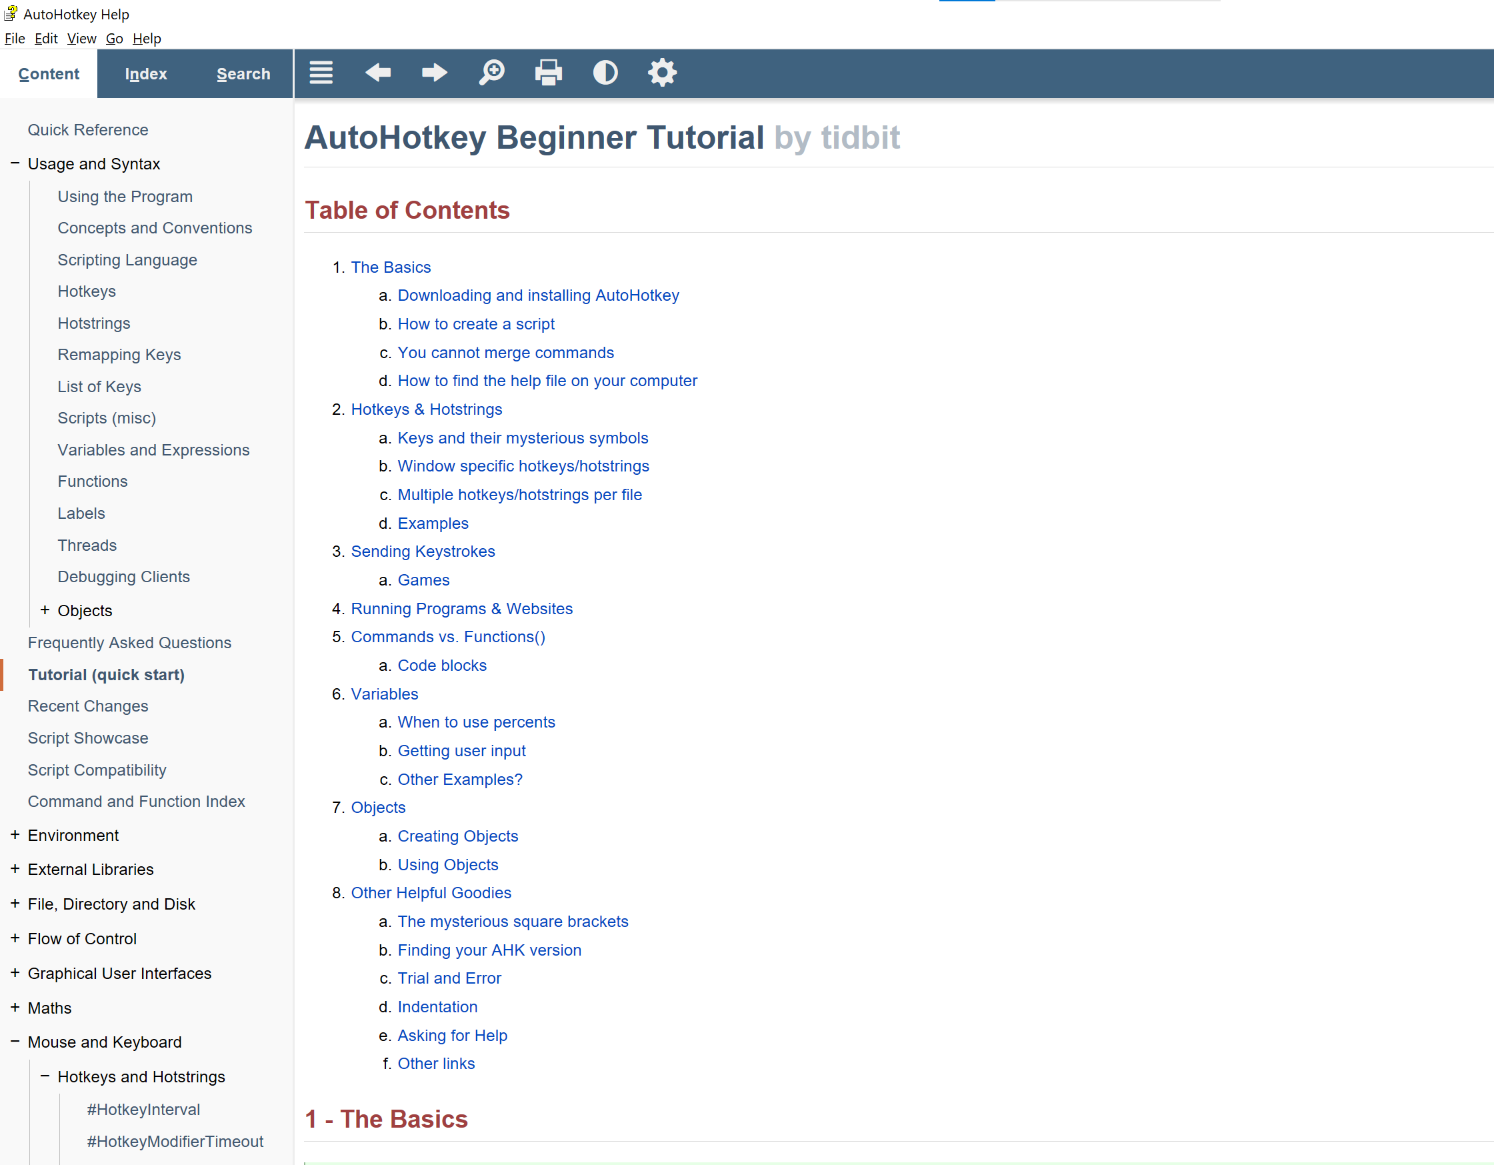 AutoHotkey Help
File Edit View Go Help
Content Index Search
Quick Reference
− Usage and Syntax
Using the Program
Concepts and Conventions
Scripting Language
Hotkeys
Hotstrings
Remapping Keys
List of Keys
Scripts (misc)
Variables and Expressions
Functions
Labels
Threads
Debugging Clients
+ Objects
Frequently Asked Questions
Tutorial (quick start)
Recent Changes
Script Showcase
Script Compatibility
Command and Function Index
+ Environment
+ External Libraries
+ File, Directory and Disk
+ Flow of Control
+ Graphical User Interfaces
+ Maths
− Mouse and Keyboard
− Hotkeys and Hotstrings
#HotkeyInterval
#HotkeyModifierTimeout
AutoHotkey Beginner Tutorial by tidbit
Table of Contents
1. The Basics
a. Downloading and installing AutoHotkey
b. How to create a script
c. You cannot merge commands
d. How to find the help file on your computer
2. Hotkeys & Hotstrings
a. Keys and their mysterious symbols
b. Window specific hotkeys/hotstrings
c. Multiple hotkeys/hotstrings per file
d. Examples
3. Sending Keystrokes
a. Games
4. Running Programs & Websites
5. Commands vs. Functions()
a. Code blocks
6. Variables
a. When to use percents
b. Getting user input
c. Other Examples?
7. Objects
a. Creating Objects
b. Using Objects
8. Other Helpful Goodies
a. The mysterious square brackets
b. Finding your AHK version
c. Trial and Error
d. Indentation
e. Asking for Help
f. Other links
1 - The Basics